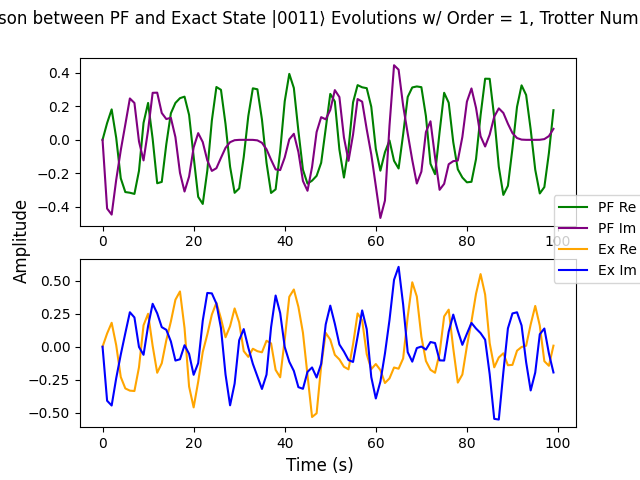 son between PF and Exact State |0011⟩ Evolutions w/ Order = 1, Trotter Num
0.4
0.2
0.0
−0.2
−0.4
0 20 40 60 80 100
PF Re
PF Im
Ex Re
Ex Im
Amplitude
0.50
0.25
0.00
−0.25
−0.50
0 20 40 60 80 100
Time (s)